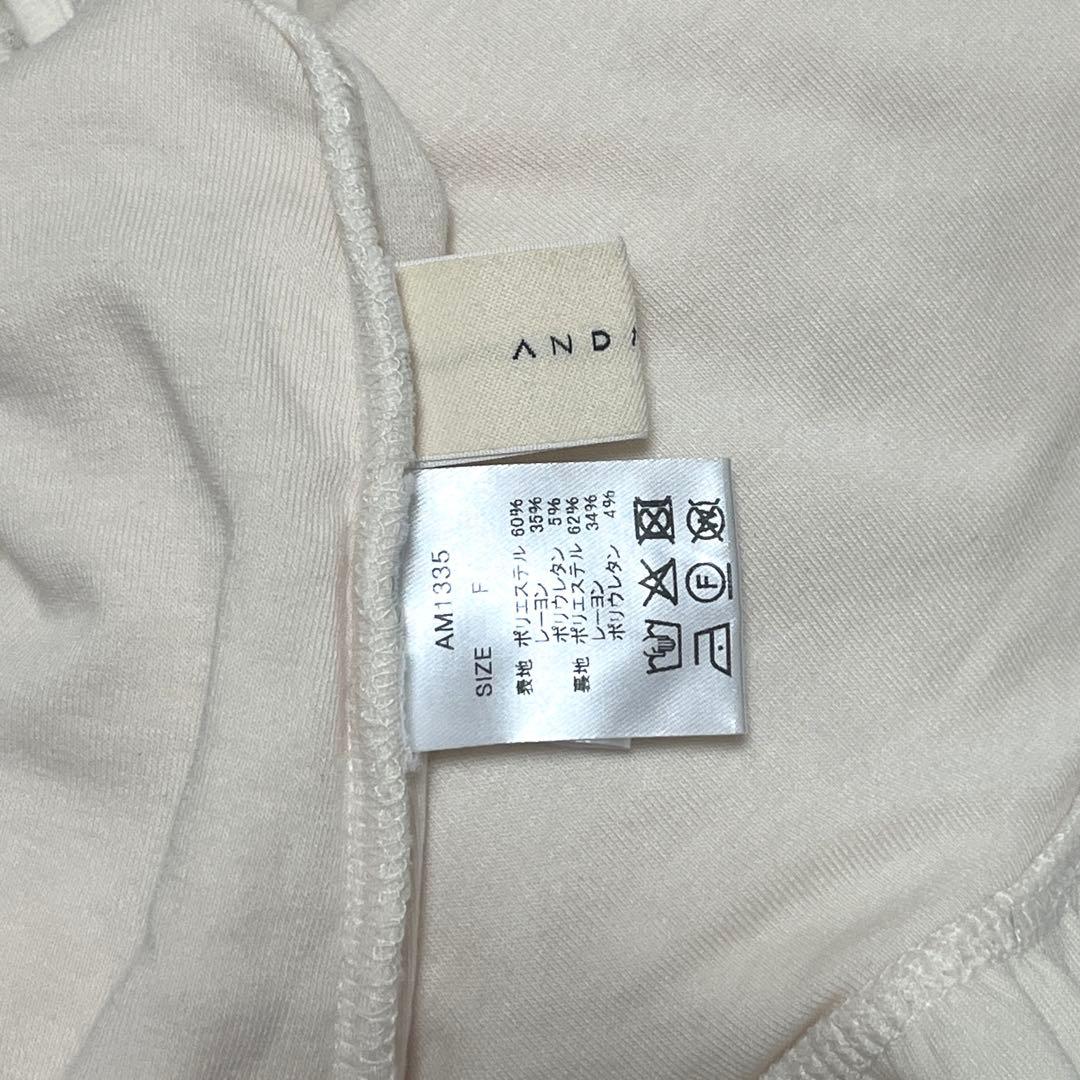 AND
AM1335
SIZE F
表地 ポリエステル 60%
レーヨン 35%
ポリウレタン 5%
裏地 ポリエステル 62%
レーヨン 34%
ポリウレタン 4%
W
F